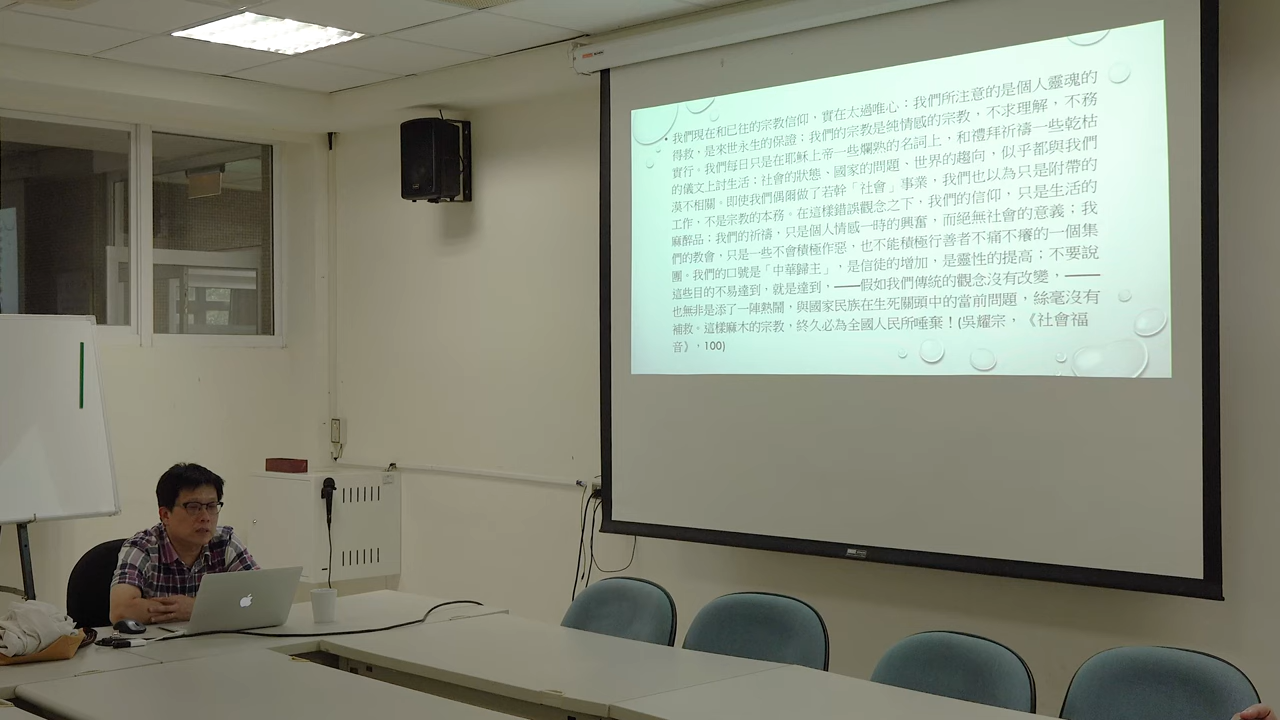 • 我們現在和已往的宗教信仰，實在太過唯心；我們所注意的是個人靈魂的
得救，是來世永生的保證；我們的宗教是純情感的宗教，不求理解，不務
實行。我們每日只是在耶穌上帝一些爛熟的名詞上，和禮拜祈禱一些乾枯
的儀文上討生活；社會的狀態、國家的問題、世界的趨向，似乎都與我們
漠不相關。即使我們偶爾做了若幹「社會」事業，我們也以為只是附帶的
工作，不是宗教的本務。在這樣錯誤觀念之下，我們的信仰，只是生活的
麻醉品；我們的祈禱，只是個人情感一時的興奮，而絕無社會的意義；我
們的教會，只是一些不會積極作惡，也不能積極行善者不痛不癢的一個集
團。我們的口號是「中華歸主」，是信徒的增加，是靈性的提高；不要說
這些目的不易達到，就是達到，——假如我們傳統的觀念沒有改變，——
也無非是添了一陣熱鬧，與國家民族在生死關頭中的當前問題，絲毫沒有
補救。這樣麻木的宗教，終久必為全國人民所唾棄！(吳耀宗，《社會福
音》，100)